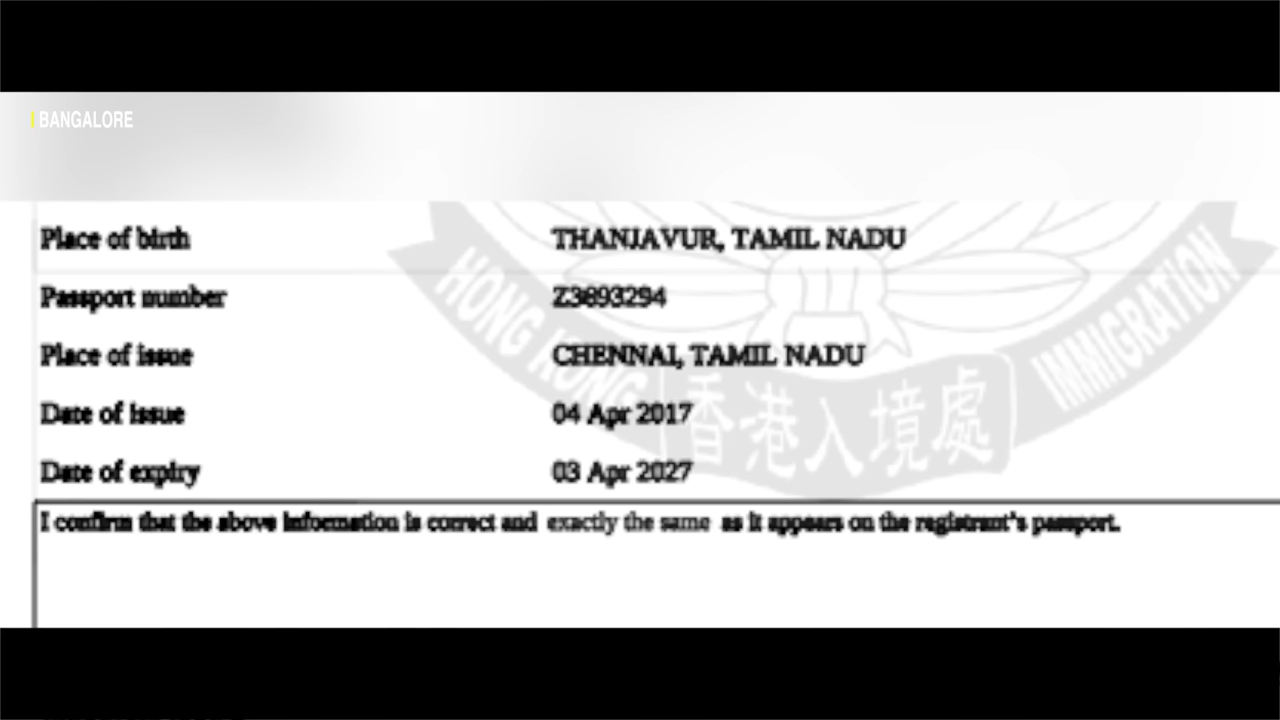 BANGALORE
Place of birth THANJAVUR, TAMIL NADU
Passport number Z3893294
Place of issue CHENNAI, TAMIL NADU
Date of issue 04 Apr 2017
Date of expiry 03 Apr 2027
I confirm that the above information is correct and exactly the same as it appears on the registrant's passport.
HONG KONG
香港入境處
IMMIGRATION